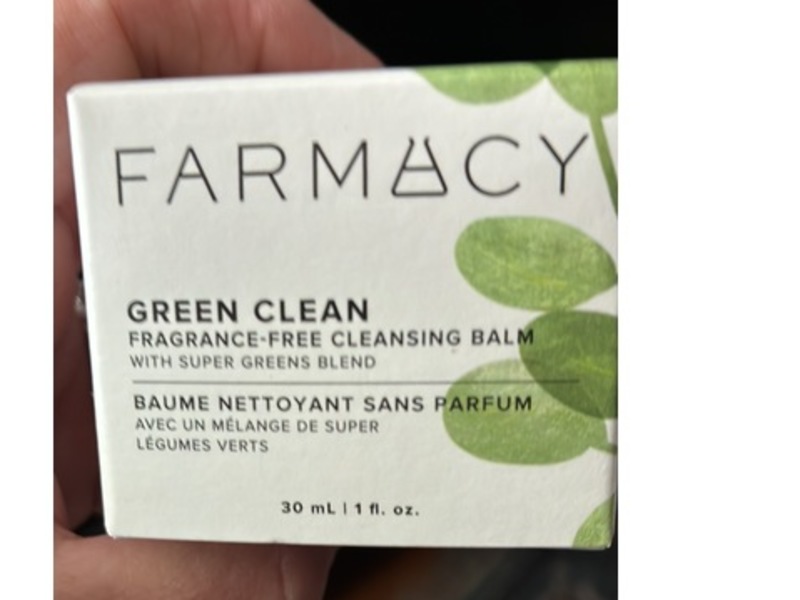 FARMACY
GREEN CLEAN
FRAGRANCE-FREE CLEANSING BALM
WITH SUPER GREENS BLEND
BAUME NETTOYANT SANS PARFUM
AVEC UN MÉLANGE DE SUPER
LÉGUMES VERTS
30 mL | 1 fl. oz.